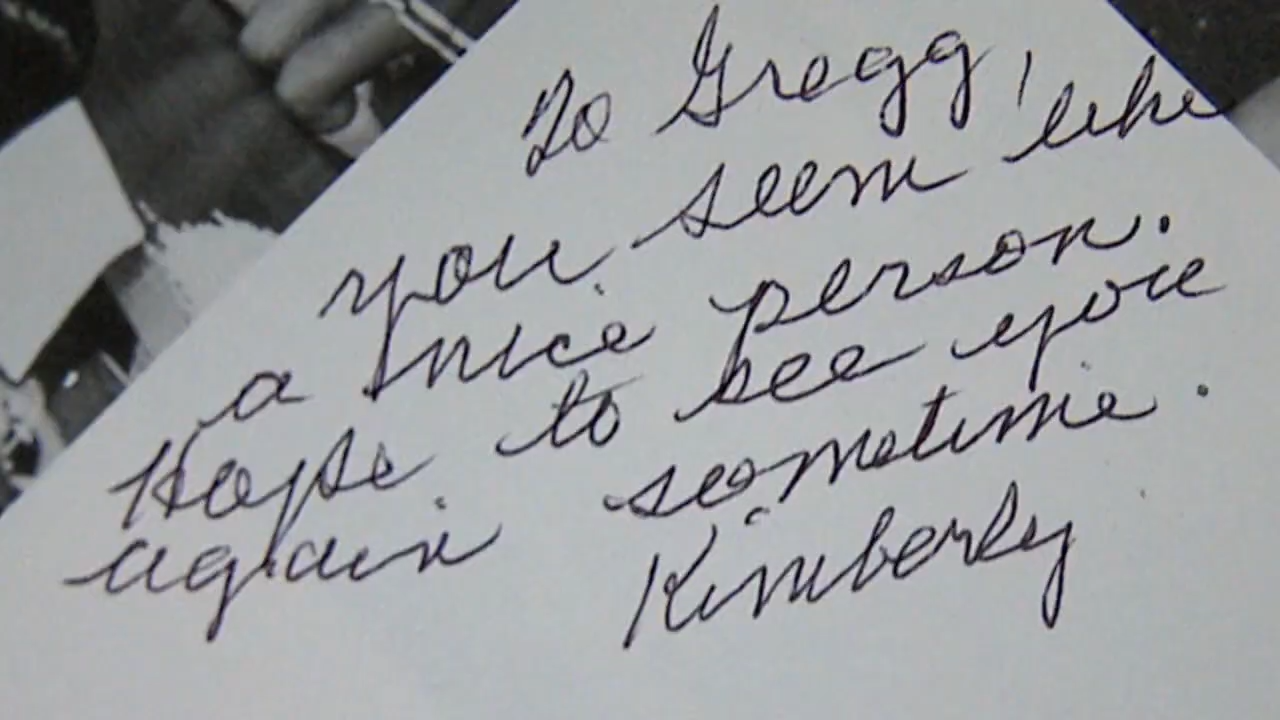 To Gregg,
you seem like
a nice person.
Hope to see you
again sometime.
Kimberly